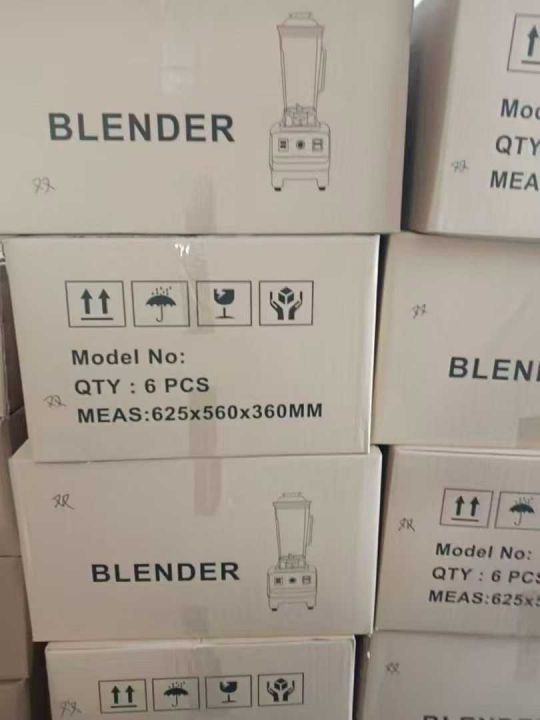 BLENDER
Model No:
QTY : 6 PCS
MEAS:625x560x360MM
BLENDER
QTY
MEA
BLEN
Model No:
QTY : 6 PCS
MEAS:625x5